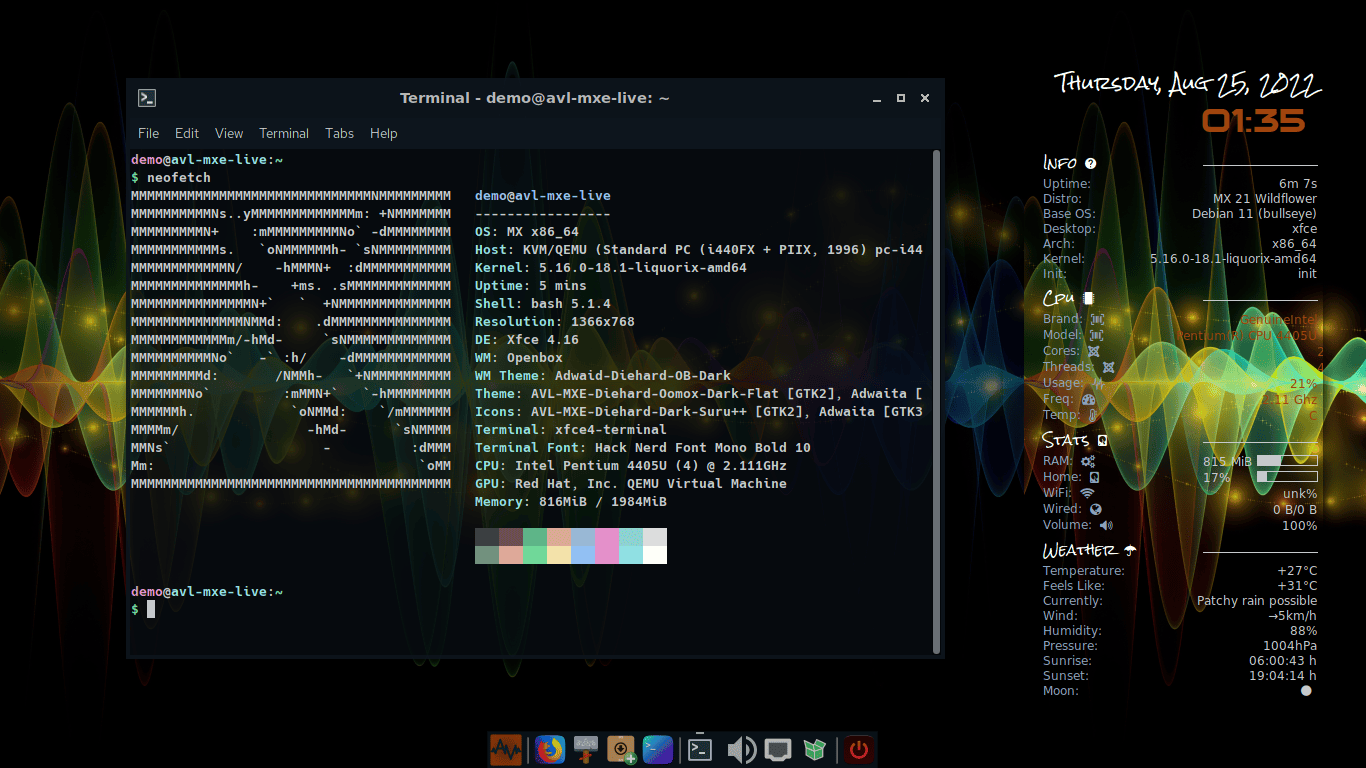 Terminal - demo@avl-mxe-live: ~
File Edit View Terminal Tabs Help
demo@avl-mxe-live:~
$ neofetch
MMMMMMMMMMMMMMMMMMMMMMMMMMMMMMNMMMMMMMMM demo@avl-mxe-live
MMMMMMMMMMNs..yMMMMMMMMMMMMMm: +NMMMMMMM -----------------
MMMMMMMMMN+    :mMMMMMMMMMNo` -dMMMMMMMM OS: MX x86_64
MMMMMMMMMMMs.   `oNMMMMMMh- `sNMMMMMMMMM Host: KVM/QEMU (Standard PC (i440FX + PIIX, 1996) pc-i44
MMMMMMMMMMMMN/    -hMMMN+  :dMMMMMMMMMMM Kernel: 5.16.0-18.1-liquorix-amd64
MMMMMMMMMMMMMMh-    +ms. .sMMMMMMMMMMMMM Uptime: 5 mins
MMMMMMMMMMMMMMMN+`   `  +NMMMMMMMMMMMMMM Shell: bash 5.1.4
MMMMMMMMMMMMMMNMMd:    .dMMMMMMMMMMMMMMM Resolution: 1366x768
MMMMMMMMMMMMm/-hMd-     `sNMMMMMMMMMMMMM DE: Xfce 4.16
MMMMMMMMMMNo`   -` :h/    -dMMMMMMMMMMMM WM: Openbox
MMMMMMMMMd:       /NMMh-   `+NMMMMMMMMMM WM Theme: Adwaid-Diehard-OB-Dark
MMMMMMMNo`         :mMMN+`   `-hMMMMMMMM Theme: AVL-MXE-Diehard-Oomox-Dark-Flat [GTK2], Adwaita [
MMMMMMh.            `oNMMd:    `/mMMMMMM Icons: AVL-MXE-Diehard-Dark-Suru++ [GTK2], Adwaita [GTK3
MMMMm/                -hMd-      `sNMMMM Terminal: xfce4-terminal
MMNs`                   -          :dMMM Terminal Font: Hack Nerd Font Mono Bold 10
Mm:                                 `oMM CPU: Intel Pentium 4405U (4) @ 2.111GHz
MMMMMMMMMMMMMMMMMMMMMMMMMMMMMMMMMMMMMMMM GPU: Red Hat, Inc. QEMU Virtual Machine
Memory: 816MiB / 1984MiB
demo@avl-mxe-live:~
$
Thursday, Aug 25, 2022
01:35
Info
Uptime: 6m 7s
Distro: MX 21 Wildflower
Base OS: Debian 11 (bullseye)
Desktop: xfce
Arch: x86_64
Kernel: 5.16.0-18.1-liquorix-amd64
Init: init
Cpu
Brand:
Model:
Cores: 2
Threads: 4
Usage: 21%
Freq: 2.11 Ghz
Temp: C
Stats
RAM: 815 MiB
Home: 17%
WiFi: unk%
Wired: 0 B/0 B
Volume: 100%
Weather
Temperature: +27°C
Feels Like: +31°C
Currently: Patchy rain possible
Wind: →5km/h
Humidity: 88%
Pressure: 1004hPa
Sunrise: 06:00:43 h
Sunset: 19:04:14 h
Moon: